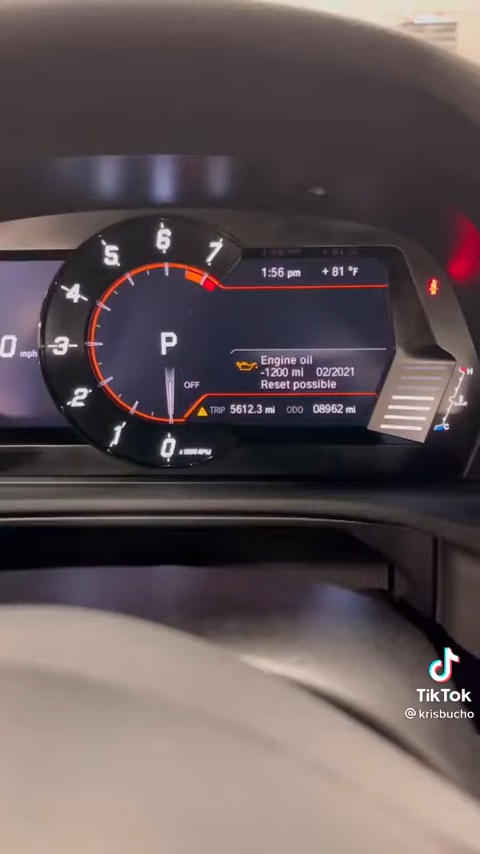 1:56 pm +81 °F
6
5
7
4
3
0 mph
P
2
1
0 x1000 RPM
OFF
Engine oil
-1200 mi 02/2021
Reset possible
TRIP 5612.3 mi ODO 08962 mi
H
C
TikTok
@krisbucho